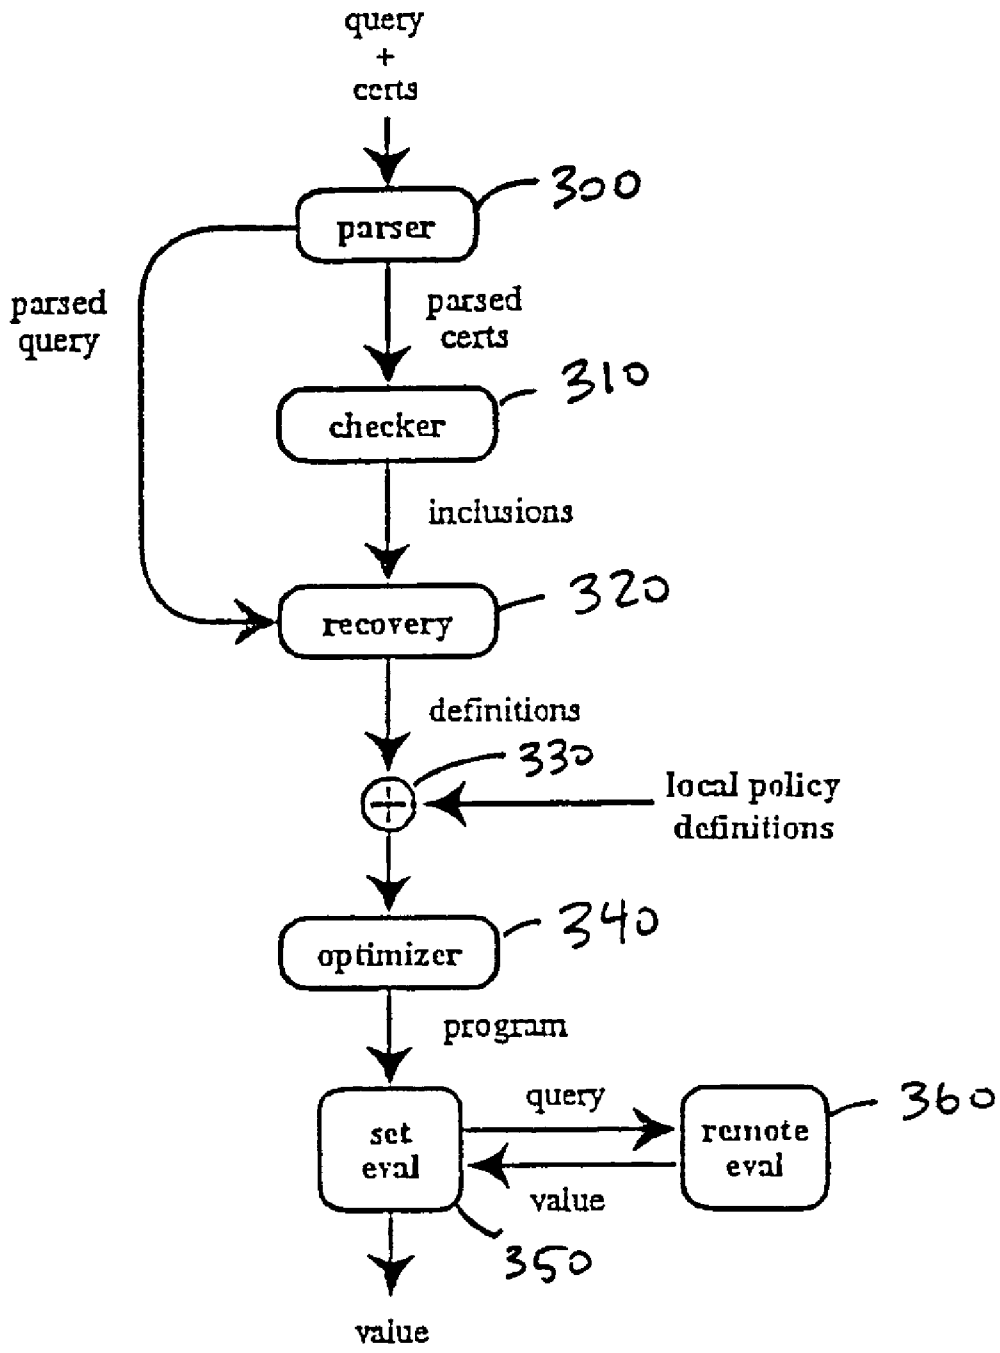 query
+
certs
300
parser
parsed
query
parsed
certs
310
checker
inclusions
320
recovery
definitions
330
local policy
definitions
340
optimizer
program
set
eval
query
value
remote
eval
360
350
value